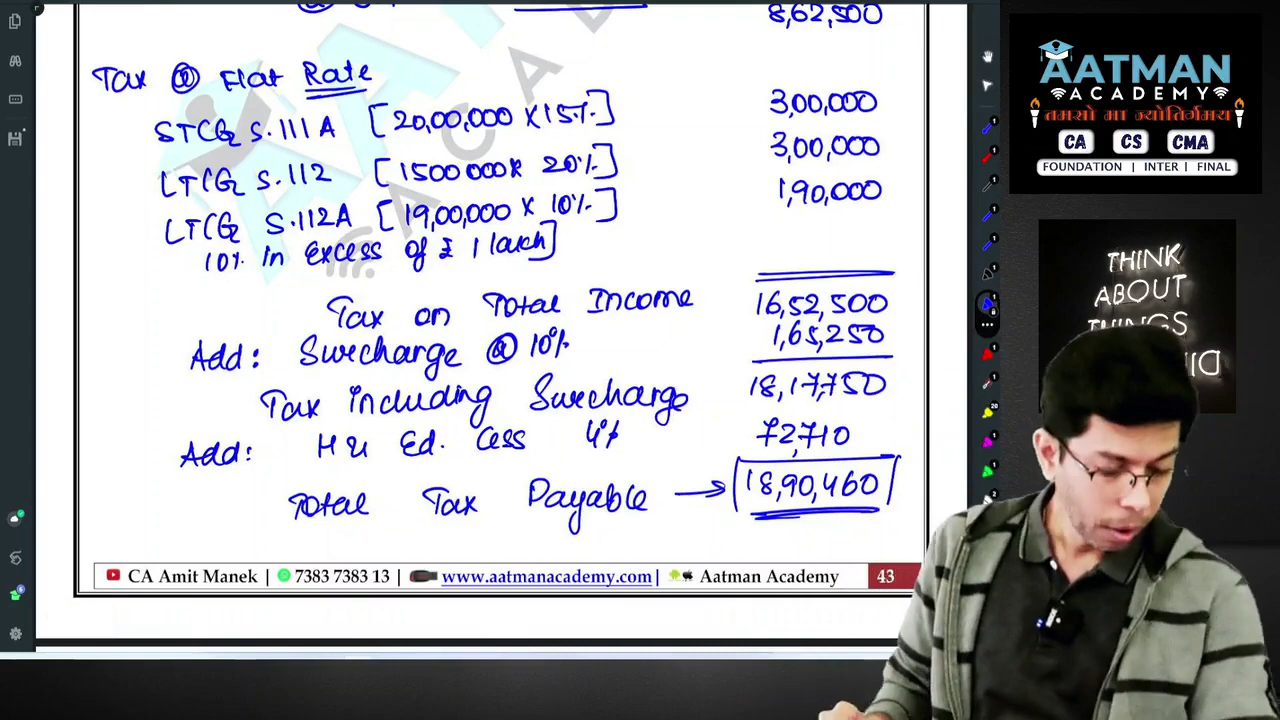 8,62,500
Tax @ Flat Rate
STCG S.111A [20,00,000 × 15%] 3,00,000
LTCG S.112 [1500000 × 20%] 3,00,000
LTCG S.112A [19,00,000 × 10%] 1,90,000
10% in Excess of ₹ 1 lakh]
Tax on Total Income 16,52,500
Add: Surcharge @ 10% 1,65,250
Tax including Surcharge 18,17,750
Add: H & Ed. Cess 4% 72,710
Total Tax Payable → 18,90,460
CA Amit Manek | 7383 7383 13 | www.aatmanacademy.com | Aatman Academy 43
AATMAN
ACADEMY
तमसो मा ज्योतिर्गमय
CA CS CMA
FOUNDATION | INTER | FINAL
THINK
ABOUT
THINGS